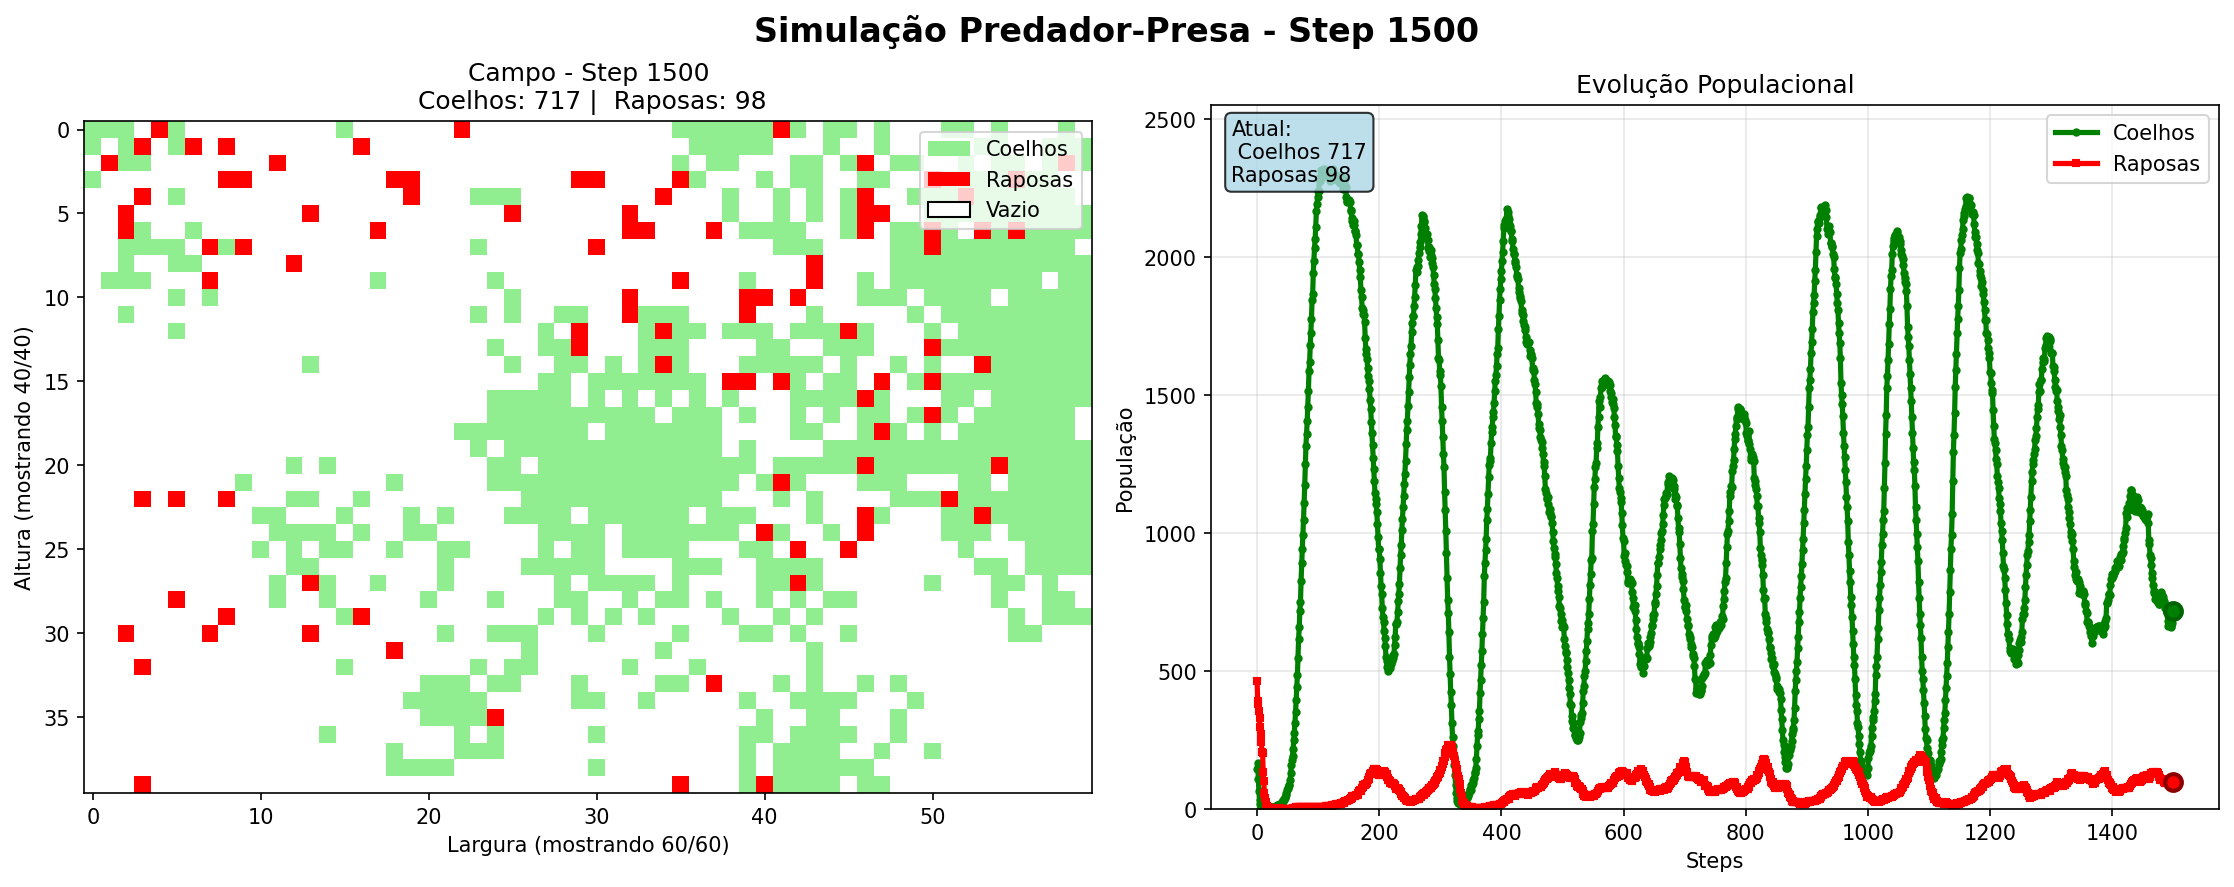 Simulação Predador-Presa - Step 1500
Campo - Step 1500
Coelhos: 717 |  Raposas: 98
Coelhos
Raposas
Vazio
0
5
10
15
20
25
30
35
Altura (mostrando 40/40)
0
10
20
30
40
50
Largura (mostrando 60/60)
Evolução Populacional
Atual:
Coelhos 717
Raposas 98
Coelhos
Raposas
2500
2000
1500
1000
500
0
População
0
200
400
600
800
1000
1200
1400
Steps